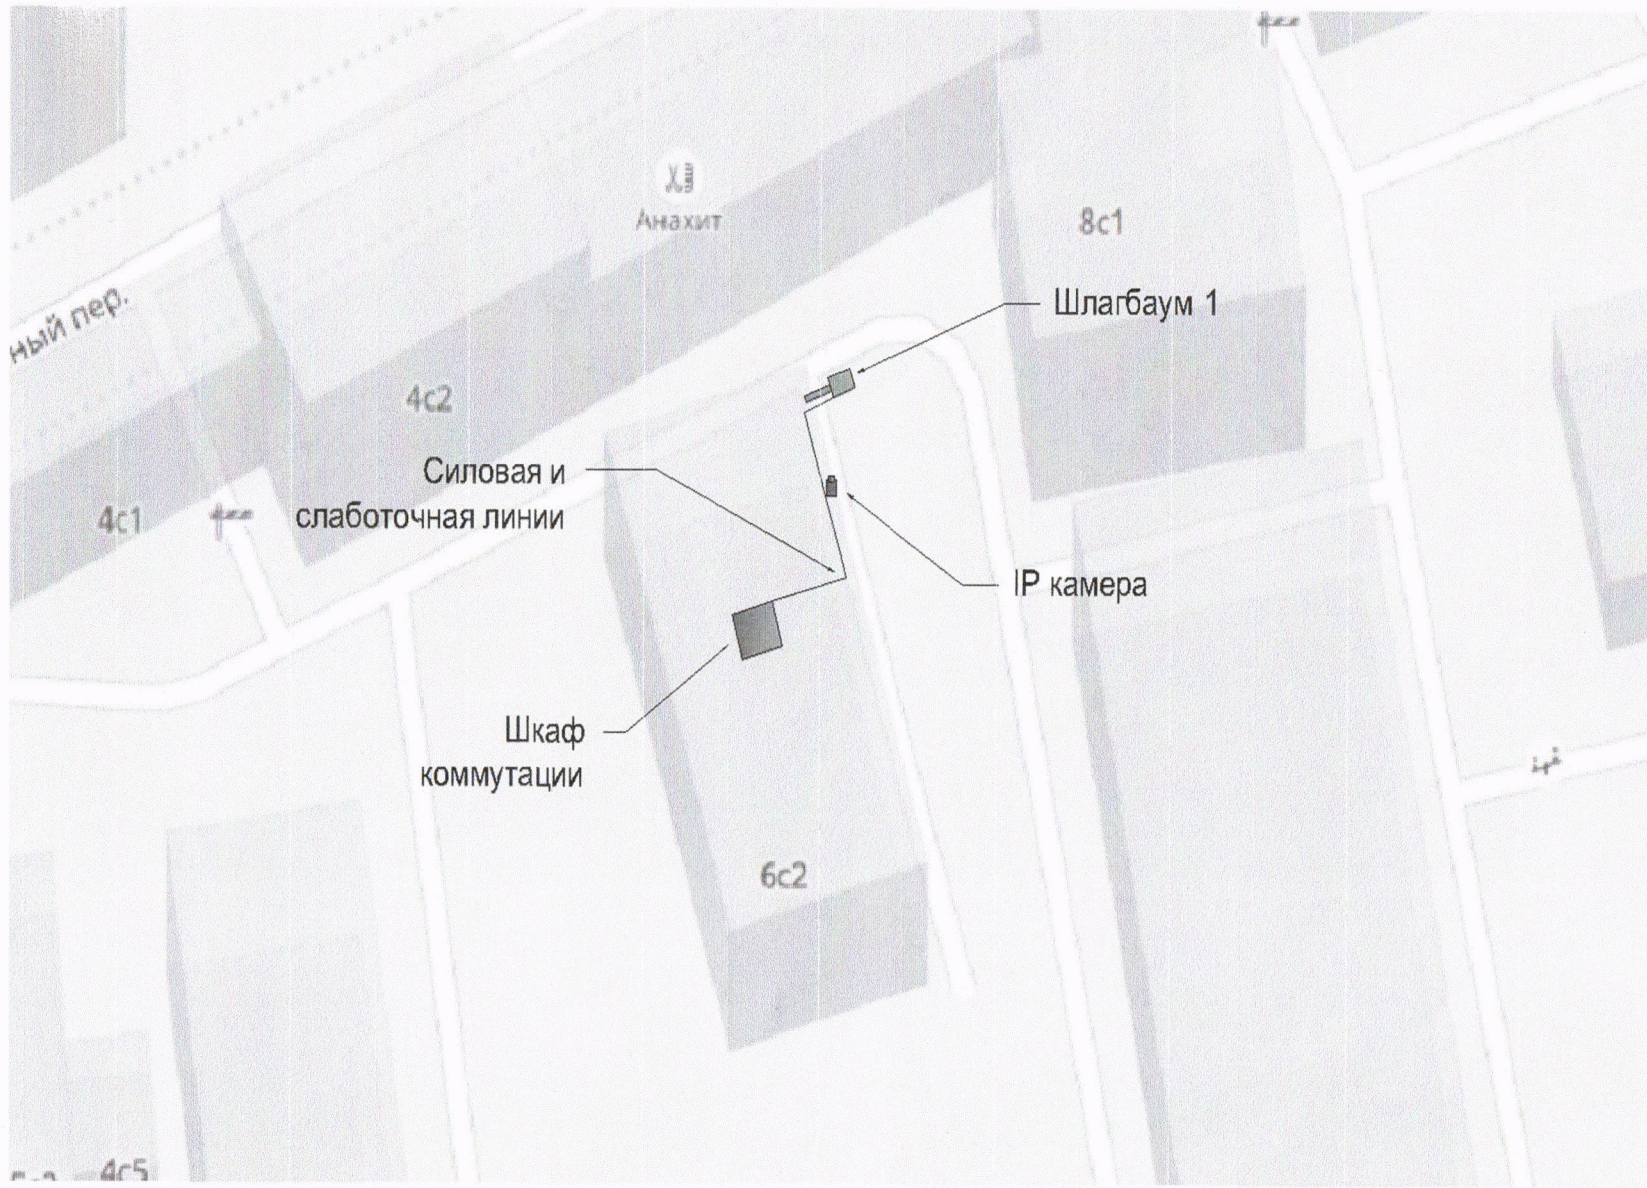 Анахит
8с1
ный пер.
Шлагбаум 1
4с2
Силовая и
слаботочная линии
4с1
IP камера
Шкаф
коммутации
6с2
4с5